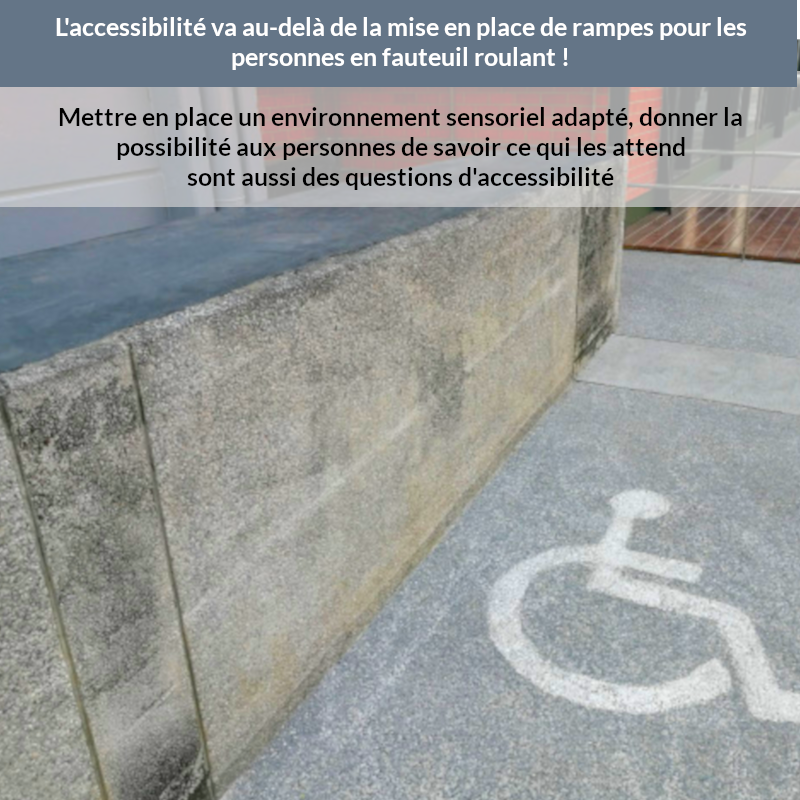 L'accessibilité va au-delà de la mise en place de rampes pour les
personnes en fauteuil roulant !
Mettre en place un environnement sensoriel adapté, donner la
possibilité aux personnes de savoir ce qui les attend
sont aussi des questions d'accessibilité